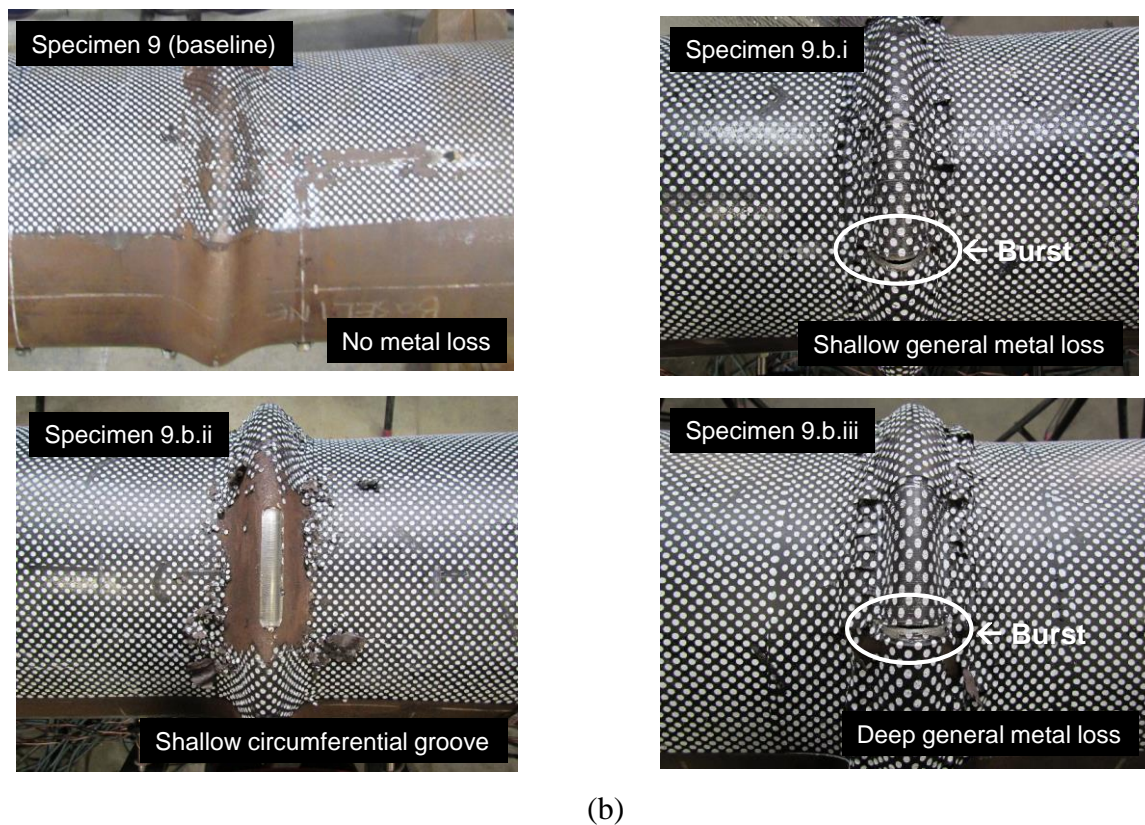 Specimen 9 (baseline)
No metal loss
Specimen 9.b.i
← Burst
Shallow general metal loss
Specimen 9.b.ii
Shallow circumferential groove
Specimen 9.b.iii
← Burst
Deep general metal loss
(b)